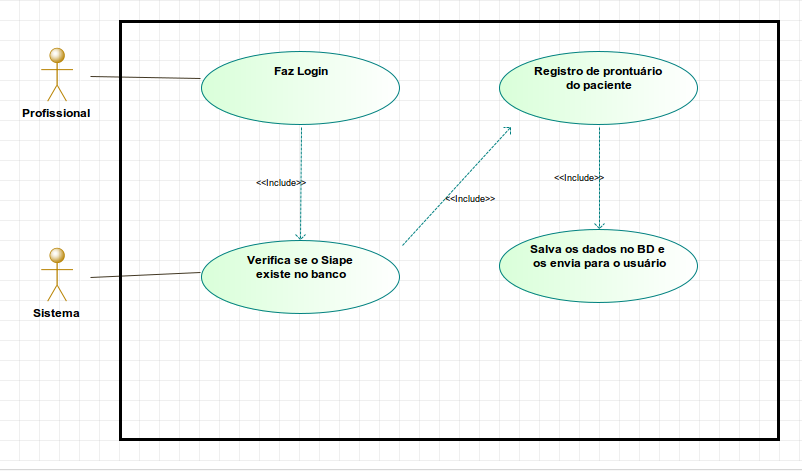 Faz Login
Registro de prontuário
do paciente
Profissional
<<Include>>
<<Include>>
<<Include>>
Verifica se o Siape
existe no banco
Salva os dados no BD e
os envia para o usuário
Sistema